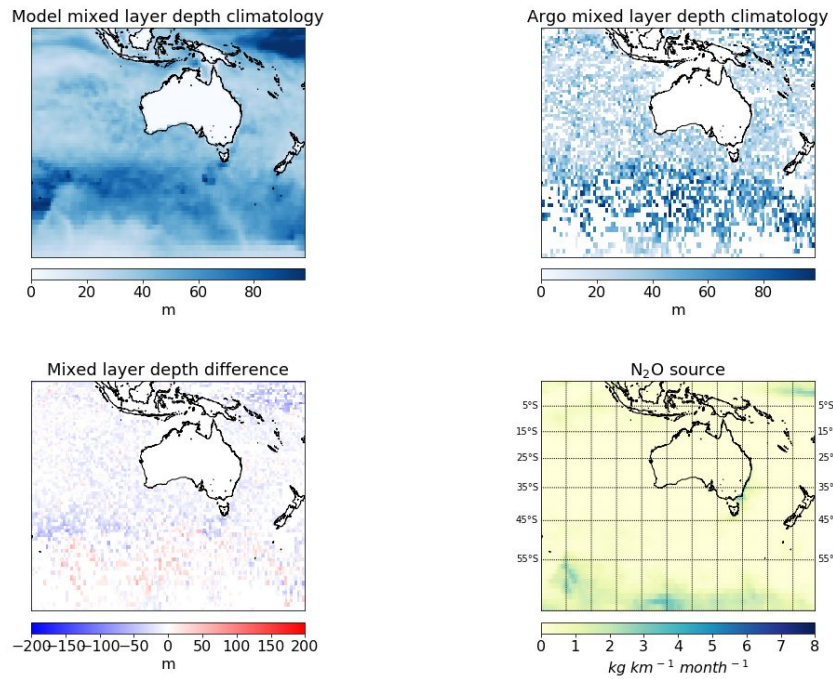 Model mixed layer depth climatology
Argo mixed layer depth climatology
0 20 40 60 80
m
0 20 40 60 80
m
Mixed layer depth difference
N₂O source
5°S 5°S
15°S 15°S
25°S 25°S
35°S 35°S
45°S 45°S
55°S 55°S
−200 −150 −100 −50 0 50 100 150 200
m
0 1 2 3 4 5 6 7 8
kg km⁻¹ month⁻¹